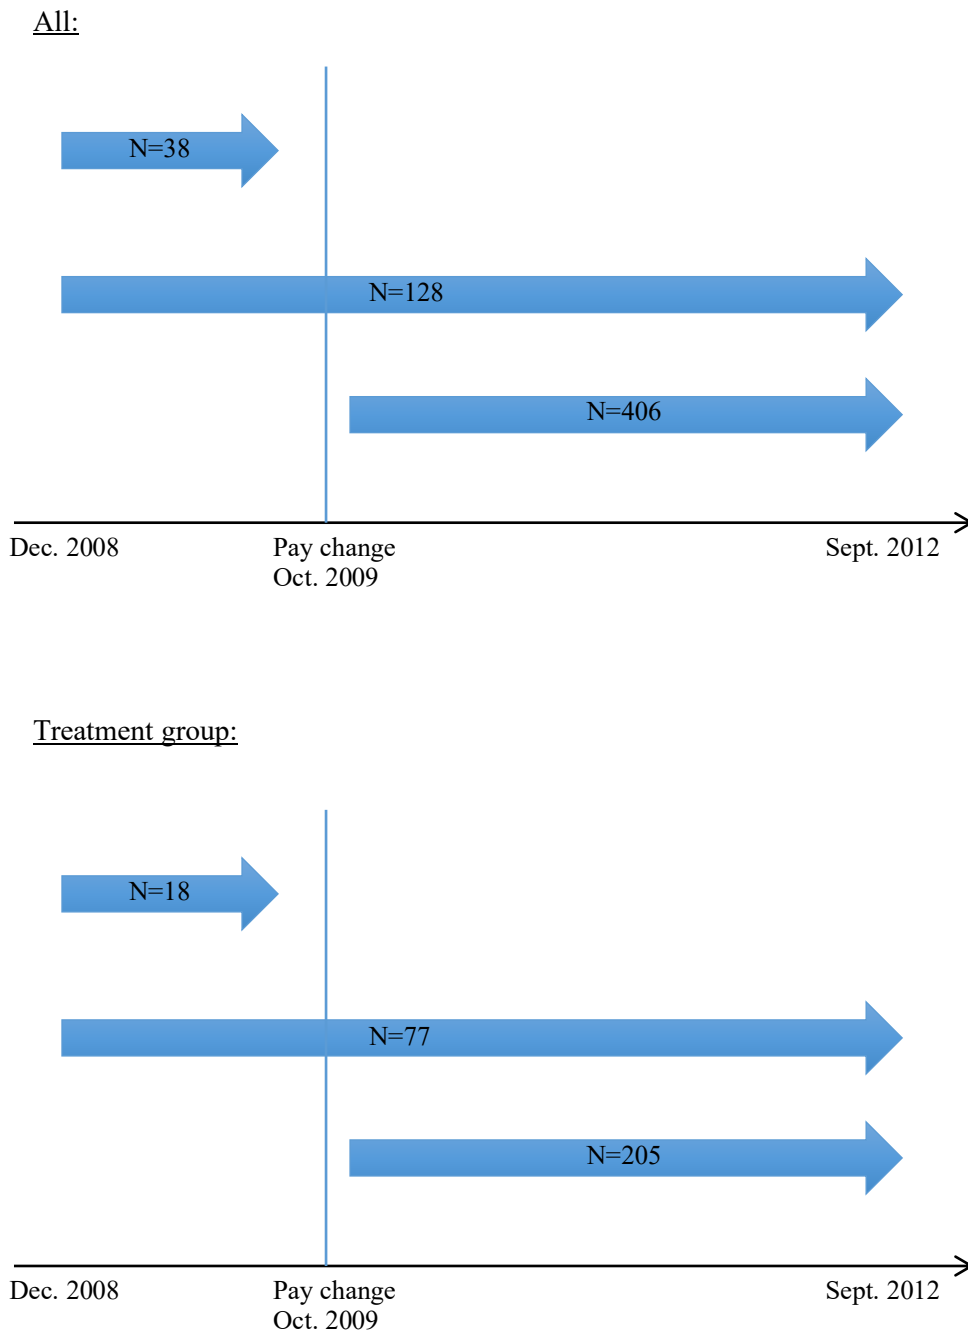 All:
N=38
N=128
N=406
Dec. 2008
Pay change
Oct. 2009
Sept. 2012
Treatment group:
N=18
N=77
N=205
Dec. 2008
Pay change
Oct. 2009
Sept. 2012